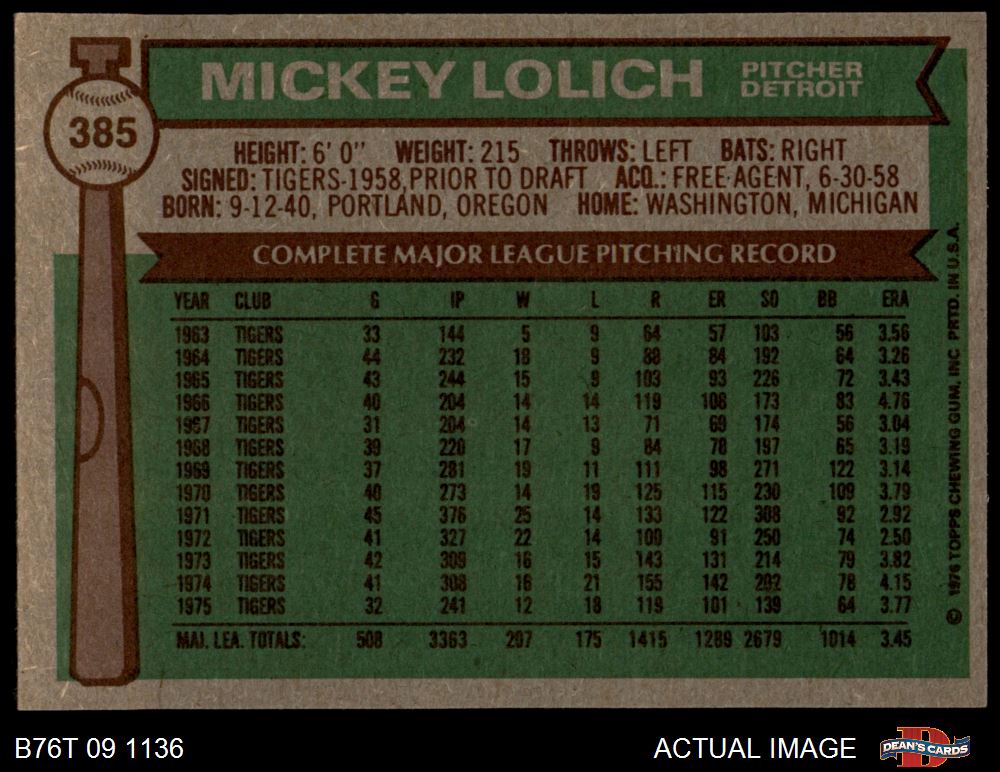 385
MICKEY LOLICH PITCHER DETROIT
HEIGHT: 6' 0" WEIGHT: 215 THROWS: LEFT BATS: RIGHT
SIGNED: TIGERS-1958, PRIOR TO DRAFT ACQ.: FREE-AGENT, 6-30-58
BORN: 9-12-40, PORTLAND, OREGON HOME: WASHINGTON, MICHIGAN
COMPLETE MAJOR LEAGUE PITCHING RECORD
YEAR CLUB G IP W L R ER SO BB ERA
1963 TIGERS 33 144 5 9 64 57 103 56 3.56
1964 TIGERS 44 232 18 9 88 84 192 64 3.26
1965 TIGERS 43 244 15 9 103 93 226 72 3.43
1966 TIGERS 40 204 14 14 119 108 173 83 4.76
1967 TIGERS 31 204 14 13 71 69 174 56 3.04
1968 TIGERS 39 220 17 9 84 78 197 65 3.19
1969 TIGERS 37 281 19 11 111 98 271 122 3.14
1970 TIGERS 40 273 14 19 125 115 230 109 3.79
1971 TIGERS 45 376 25 14 133 122 308 92 2.92
1972 TIGERS 41 327 22 14 100 91 250 74 2.50
1973 TIGERS 42 309 16 15 143 131 214 79 3.82
1974 TIGERS 41 308 16 21 155 142 202 78 4.15
1975 TIGERS 32 241 12 18 119 101 139 64 3.77
MAJ. LEA. TOTALS: 508 3363 207 175 1415 1289 2679 1014 3.45
© 1976 TOPPS CHEWING GUM, INC PRTD. IN U.S.A.
B76T 09 1136
ACTUAL IMAGE
DEAN'S CARDS